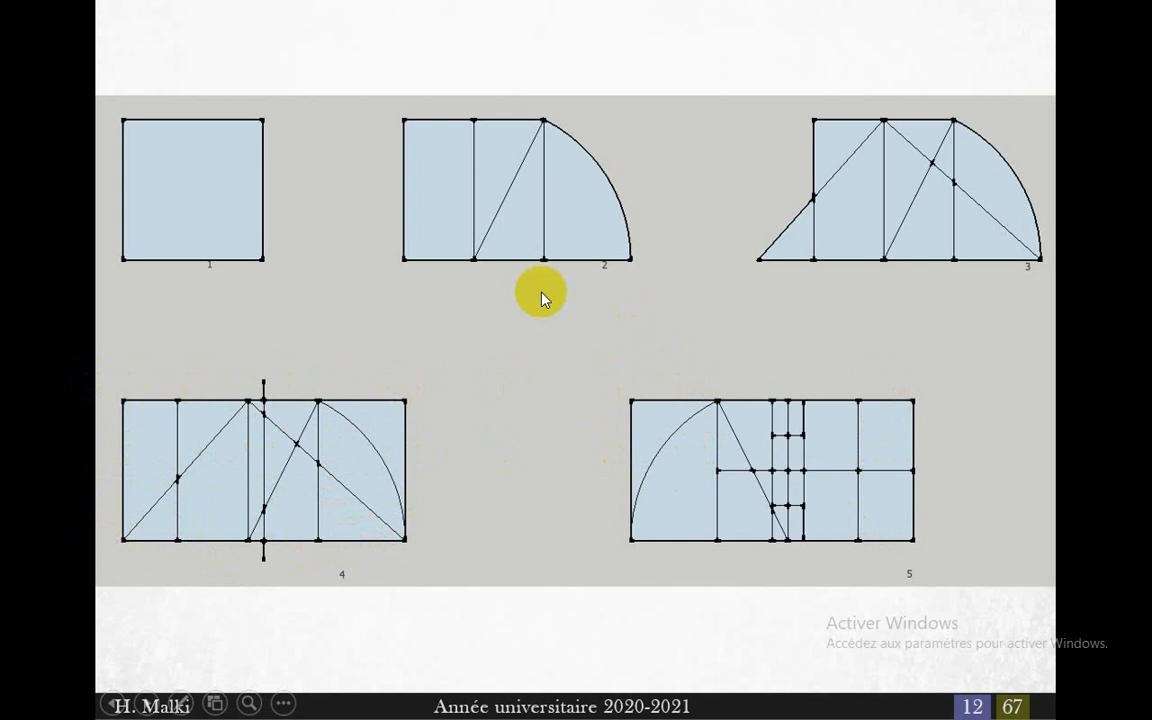 1
2
3
4
5
Activer Windows
Accédez aux paramètres pour activer Windows.
H. Malki
Année universitaire 2020-2021
12
67